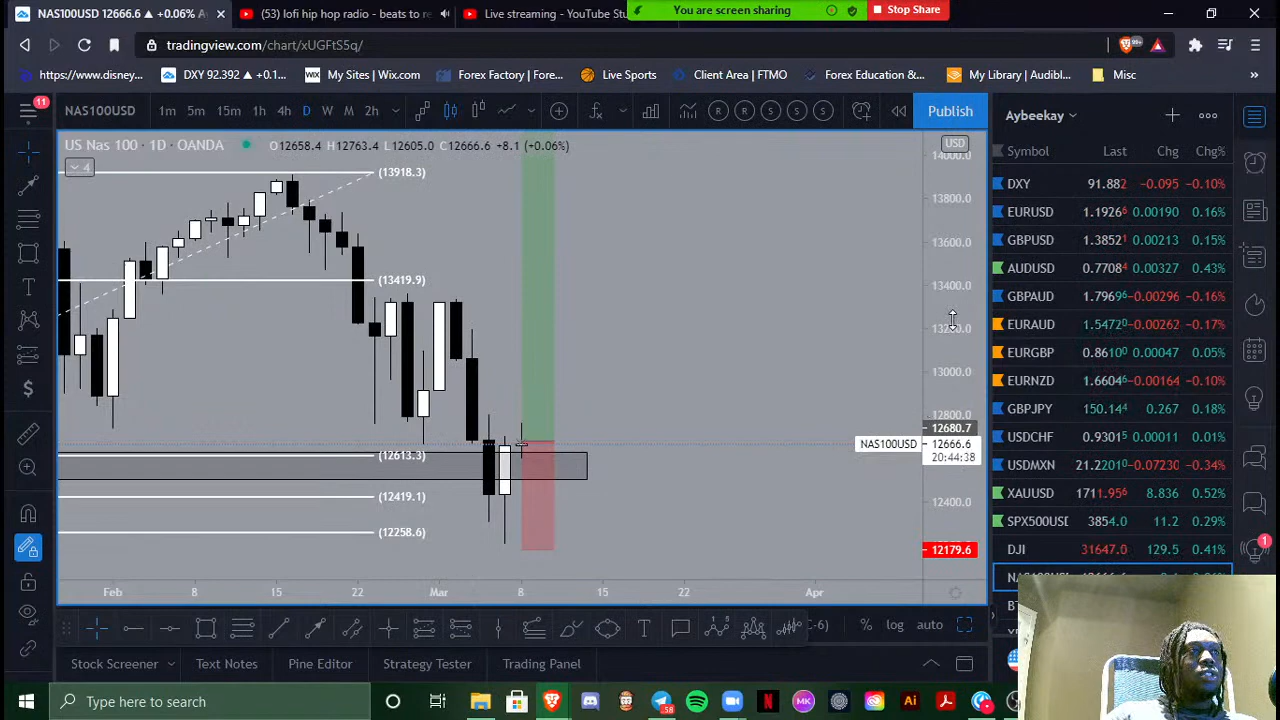 NAS100USD 12666.6 ▲ +0.06%
(53) lofi hip hop radio - beats to re
Live streaming - YouTube Stu
You are screen sharing
Stop Share
tradingview.com/chart/xUGFtS5q/
99+
https://www.disney...
DXY 92.392 ▲ +0.1...
My Sites | Wix.com
Forex Factory | Fore...
Live Sports
Client Area | FTMO
Forex Education &...
My Library | Audibl...
Misc
11
NAS100USD
1m 5m 15m 1h 4h D W M 2h
Publish
Aybeekay
US Nas 100 · 1D · OANDA O12658.4 H12763.4 L12605.0 C12666.6 +8.1 (+0.06%)
USD
4
Symbol Last Chg Chg%
DXY 91.882 -0.095 -0.10%
EURUSD 1.19266 0.00190 0.16%
GBPUSD 1.38521 0.00213 0.15%
AUDUSD 0.77084 0.00327 0.43%
GBPAUD 1.79696 -0.00296 -0.16%
EURAUD 1.54720 -0.00262 -0.17%
EURGBP 0.86100 0.00047 0.05%
EURNZD 1.66046 -0.00164 -0.10%
GBPJPY 150.144 0.267 0.18%
USDCHF 0.93015 0.00011 0.01%
USDMXN 21.2201 -0.07230 -0.34%
XAUUSD 1711.956 8.836 0.52%
SPX500USD 3854.0 11.2 0.29%
DJI 31647.0 129.5 0.41%
(13918.3)
(13419.9)
(12613.3)
(12419.1)
(12258.6)
14000.0
13800.0
13600.0
13400.0
13200.0
13000.0
12800.0
12680.7
NAS100USD 12666.6
20:44:38
12400.0
12179.6
Feb 8 15 22 Mar 8 15 22 Apr
1
% log auto
Stock Screener Text Notes Pine Editor Strategy Tester Trading Panel
Type here to search
58